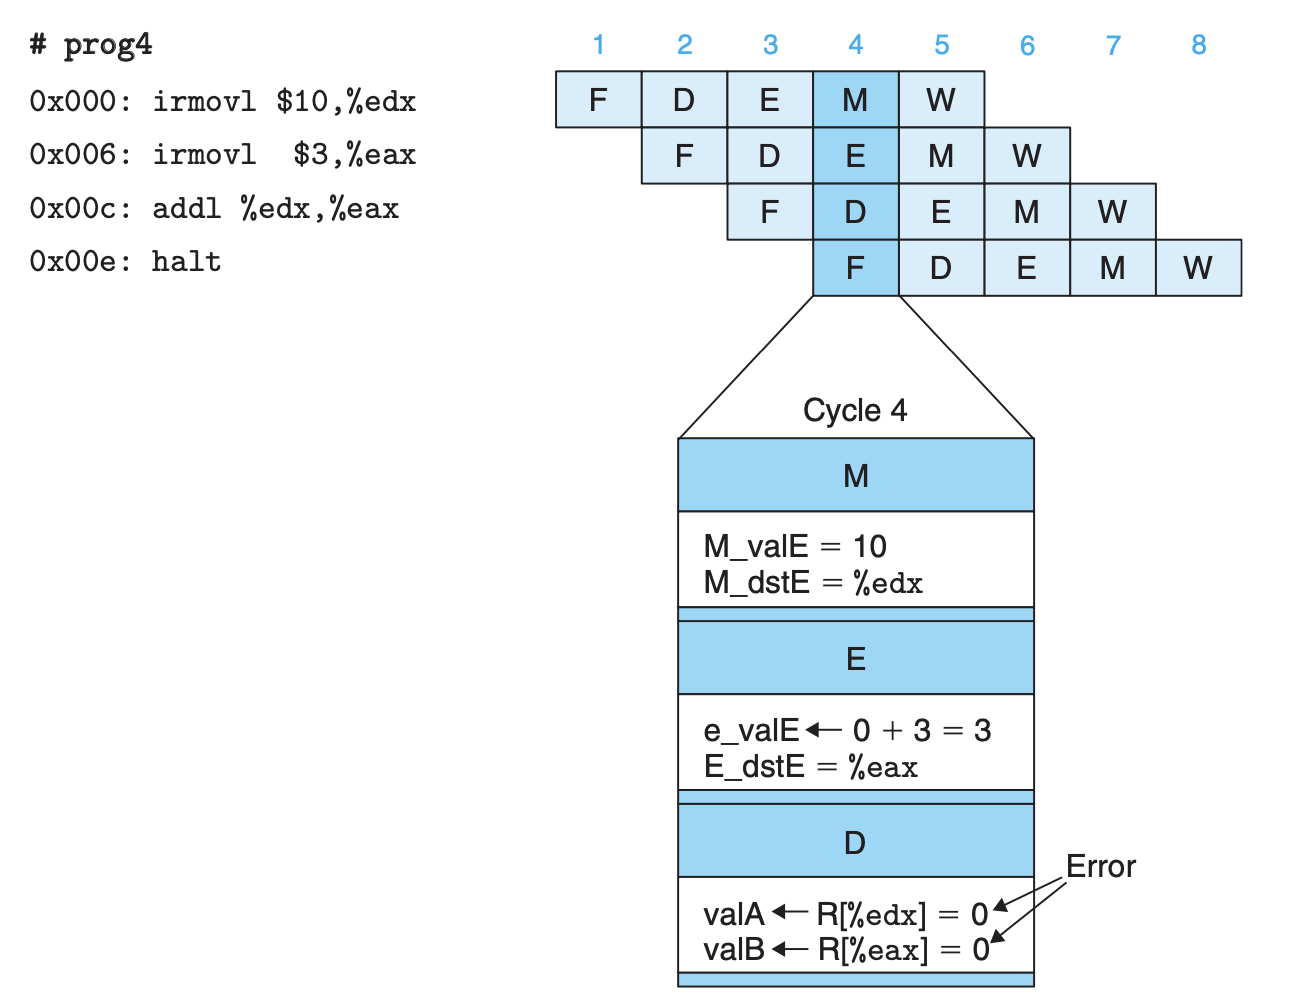 # prog4
0x000: irmovl $10,%edx
0x006: irmovl  $3,%eax
0x00c: addl %edx,%eax
0x00e: halt
1 2 3 4 5 6 7 8
F D E M W
F D E M W
F D E M W
F D E M W
Cycle 4
M
M_valE = 10
M_dstE = %edx
E
e_valE ← 0 + 3 = 3
E_dstE = %eax
D
Error
valA ← R[%edx] = 0
valB ← R[%eax] = 0